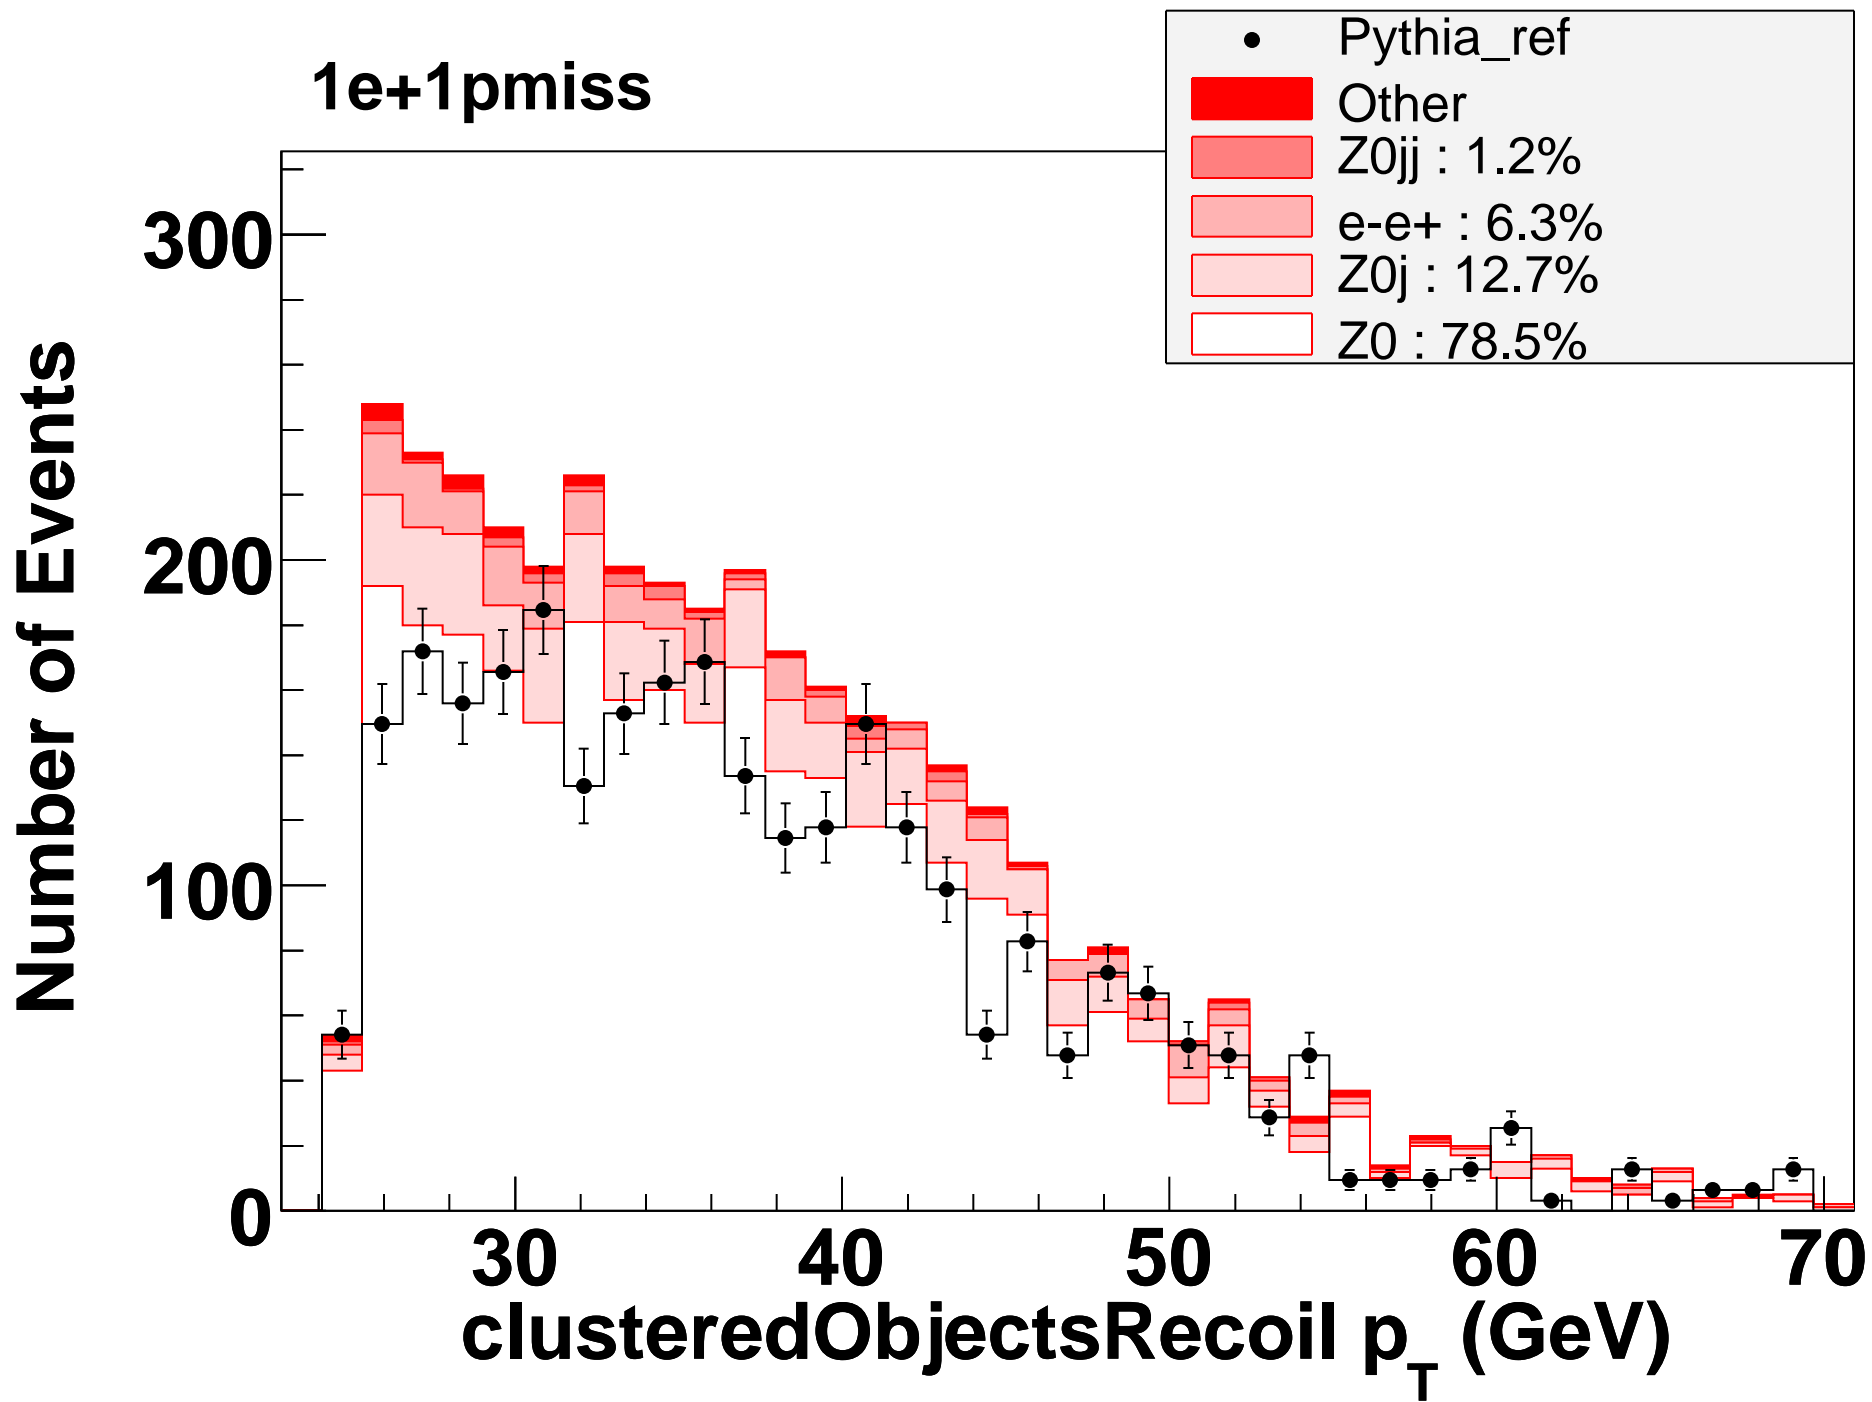 1e+1pmiss
Pythia_ref
Other
Z0jj : 1.2%
e-e+ : 6.3%
Z0j : 12.7%
Z0 : 78.5%
Number of Events
300
200
100
0
30 40 50 60 70
clusteredObjectsRecoil p_T (GeV)